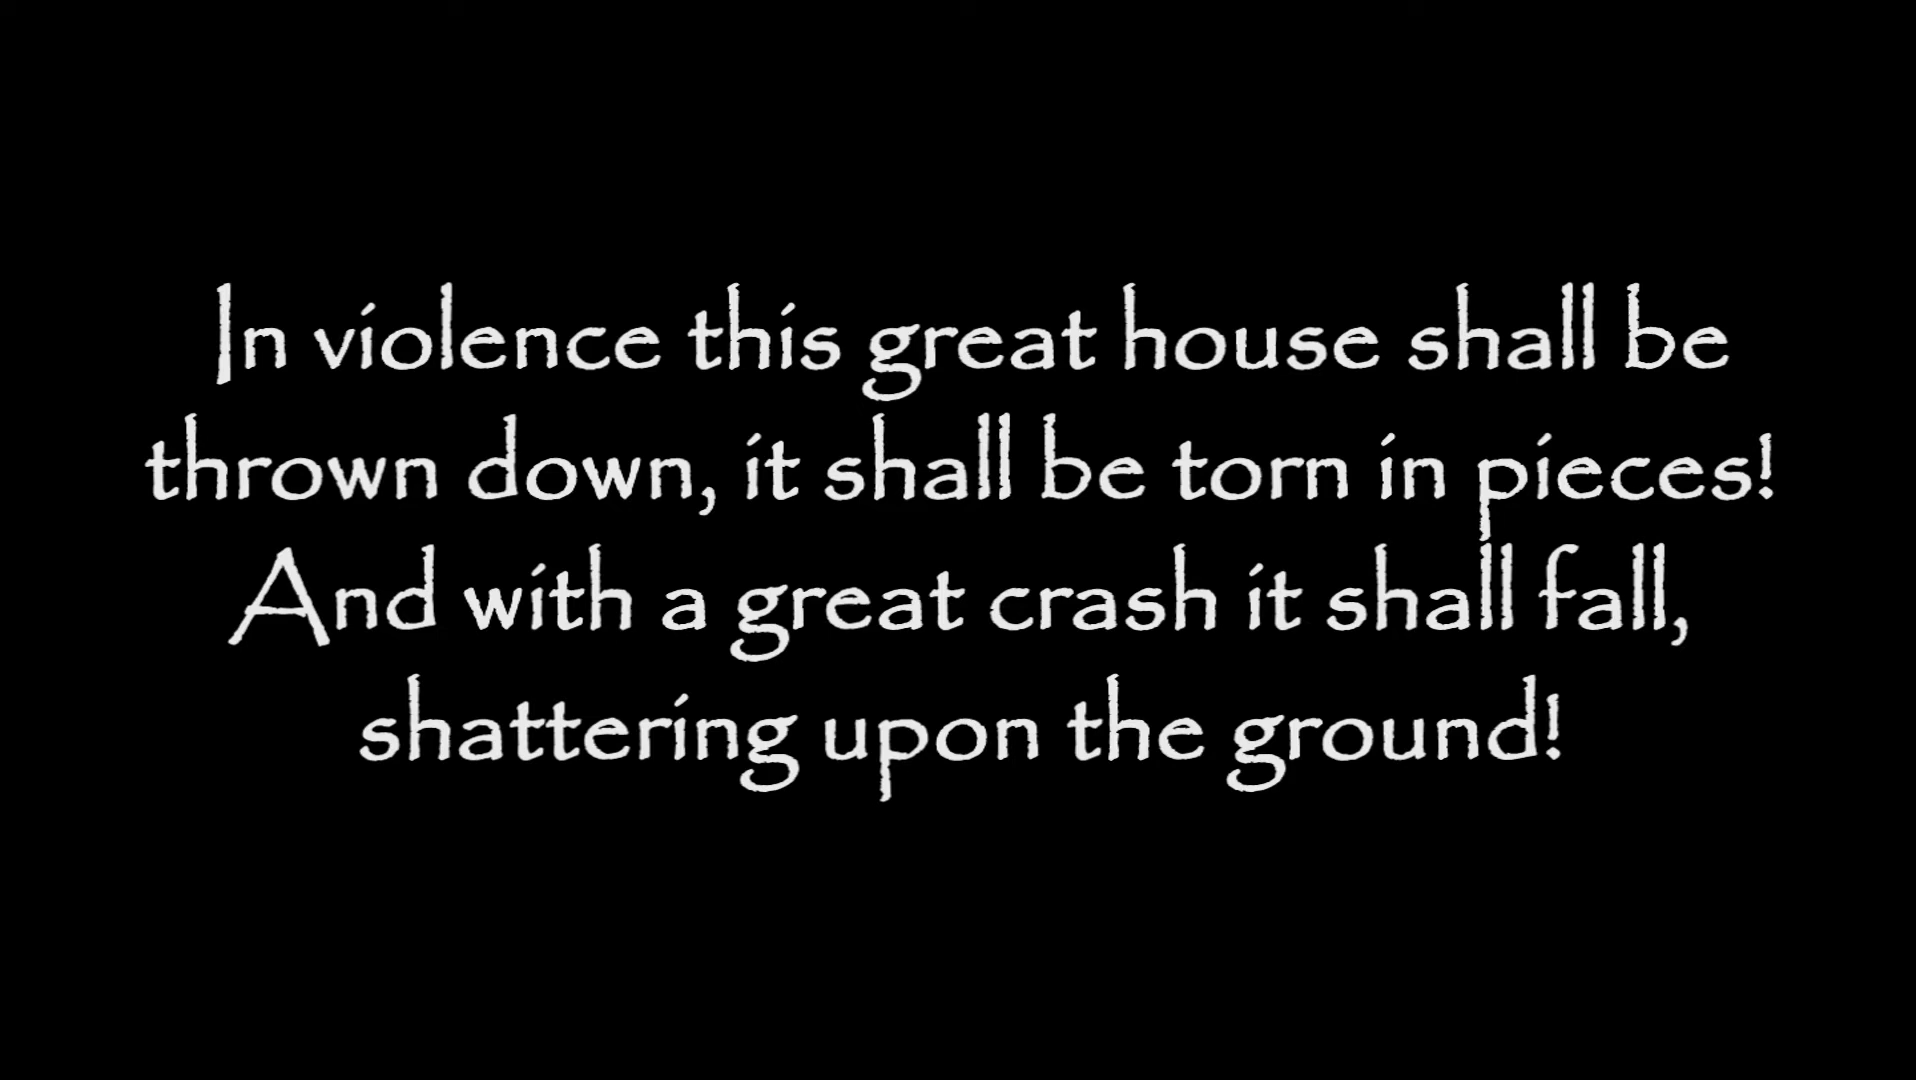 In violence this great house shall be
thrown down, it shall be torn in pieces!
And with a great crash it shall fall,
shattering upon the ground!